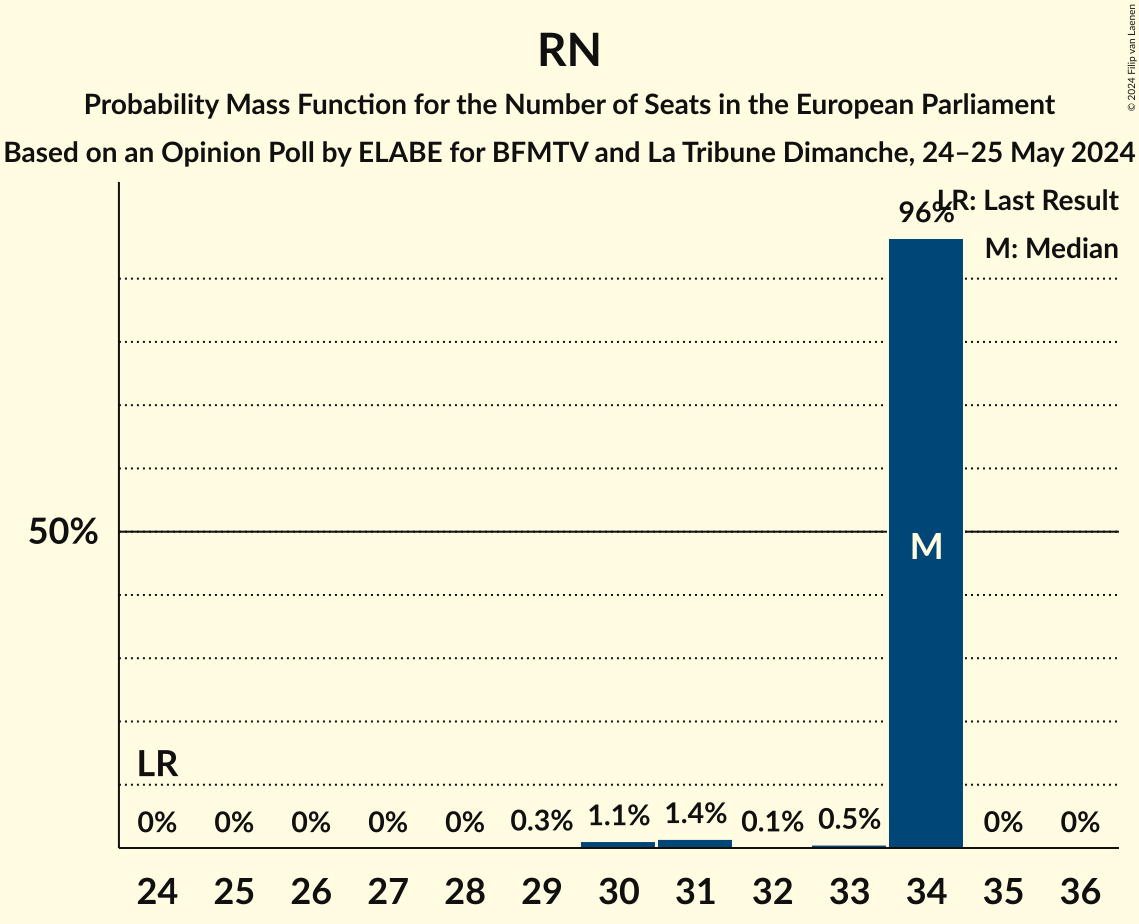 RN
Probability Mass Function for the Number of Seats in the European Parliament
Based on an Opinion Poll by ELABE for BFMTV and La Tribune Dimanche, 24–25 May 2024
© 2024 Filip van Laenen
LR: Last Result
M: Median
96%
50%
M
LR
0% 0% 0% 0% 0% 0.3% 1.1% 1.4% 0.1% 0.5% 0% 0%
24 25 26 27 28 29 30 31 32 33 34 35 36